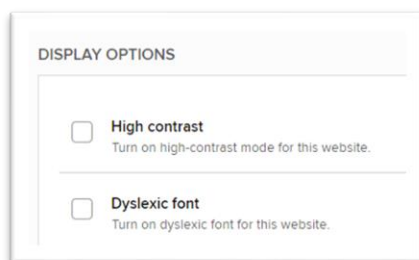 DISPLAY OPTIONS
High contrast
Turn on high-contrast mode for this website.
Dyslexic font
Turn on dyslexic font for this website.